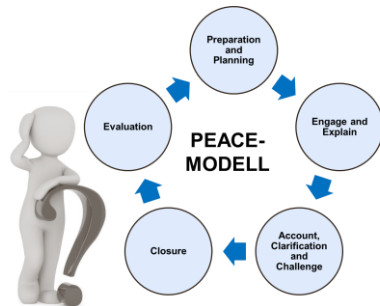 Preparation
and
Planning
Engage and
Explain
Account,
Clarification
and
Challenge
Closure
Evaluation
PEACE-
MODELL